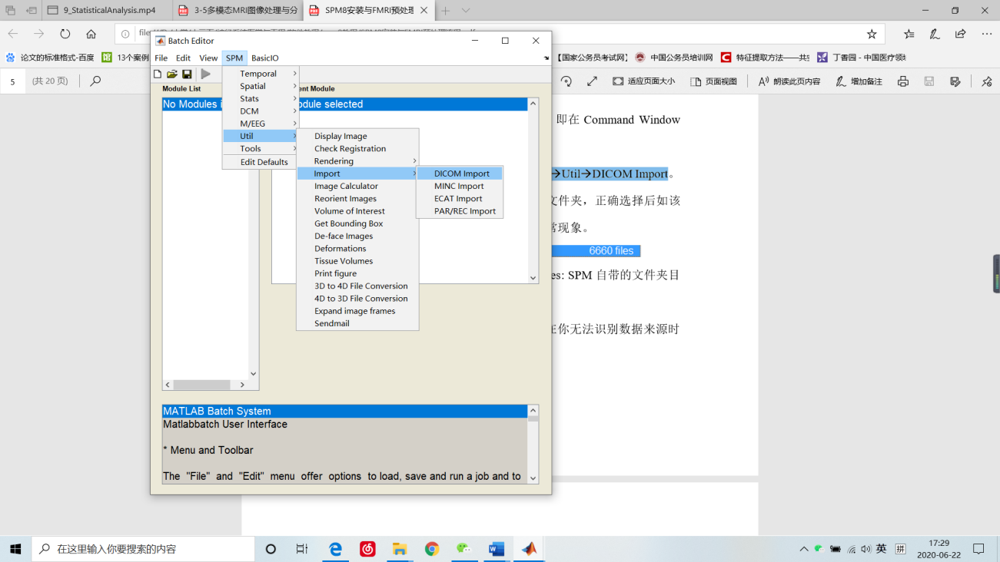 9_StatisticalAnalysis.mp4
3-5多模态MRI图像处理与分
SPM8安装与FMRI预处理
论文的标准格式-百度
13个案例
【国家公务员考试网】
中国公务员培训网
特征提取方法——共
丁香园 - 中国医疗领
5
(共 20 页)
适应页面大小
页面视图
朗读此页内容
增加备注
Batch Editor
File Edit View SPM BasicIO
Module List
ent Module
No Modules i
odule selected
Temporal
Spatial
Stats
DCM
M/EEG
Util
Tools
Edit Defaults
Display Image
Check Registration
Rendering
Import
Image Calculator
Reorient Images
Volume of Interest
Get Bounding Box
De-face Images
Deformations
Tissue Volumes
Print figure
3D to 4D File Conversion
4D to 3D File Conversion
Expand image frames
Sendmail
DICOM Import
MINC Import
ECAT Import
PAR/REC Import
MATLAB Batch System
Matlabbatch User Interface
* Menu and Toolbar
The "File" and "Edit" menu offer options to load, save and run a job and to
即在 Command Window
→Util→DICOM Import。
文件夹，正确选择后如该
常现象。
6660 files
es: SPM 自带的文件夹目
在你无法识别数据来源时
在这里输入你要搜索的内容
英
拼
17:29
2020-06-22